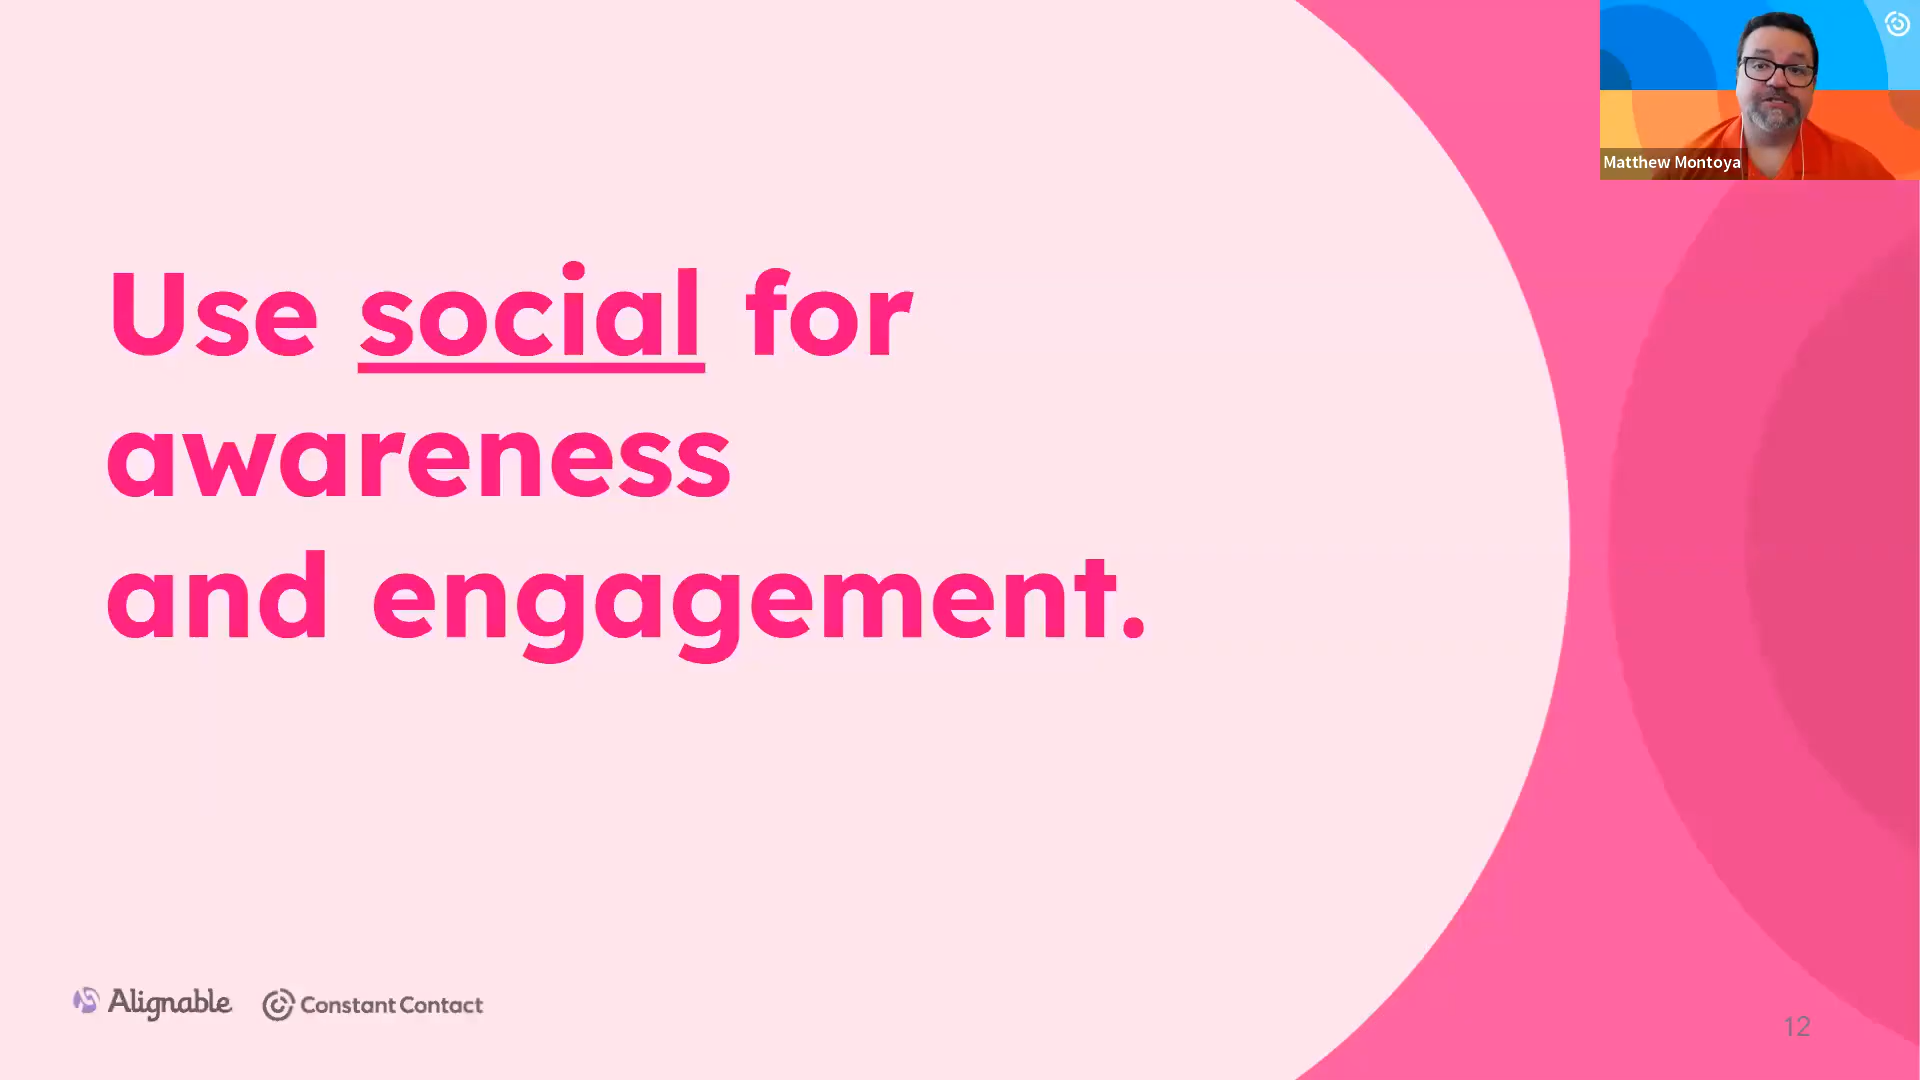 Matthew Montoya
Use social for
awareness
and engagement.
Alignable
Constant Contact
12